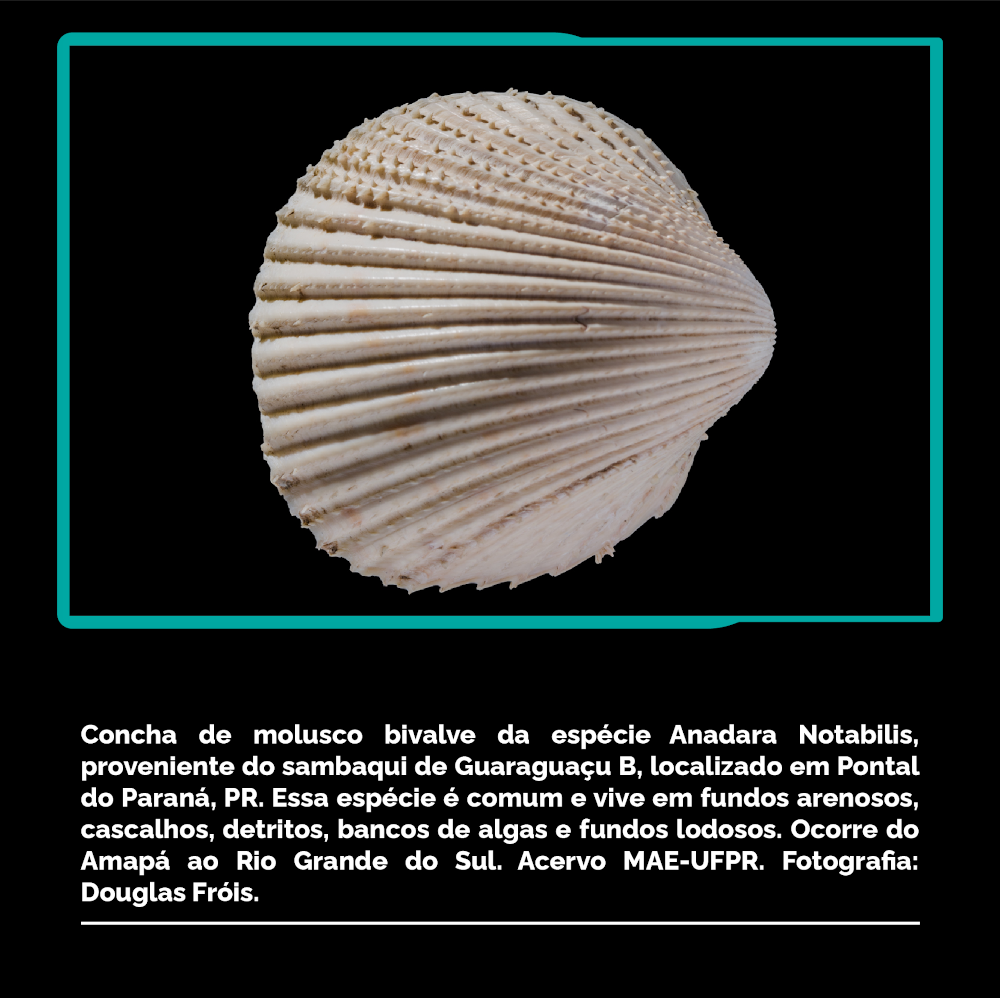 Concha de molusco bivalve da espécie Anadara Notabilis,
proveniente do sambaqui de Guaraguaçu B, localizado em Pontal
do Paraná, PR. Essa espécie é comum e vive em fundos arenosos,
cascalhos, detritos, bancos de algas e fundos lodosos. Ocorre do
Amapá ao Rio Grande do Sul. Acervo MAE-UFPR. Fotografia:
Douglas Fróis.